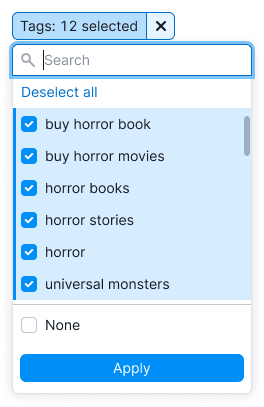 Tags: 12 selected
Search
Deselect all
buy horror book
buy horror movies
horror books
horror stories
horror
universal monsters
None
Apply